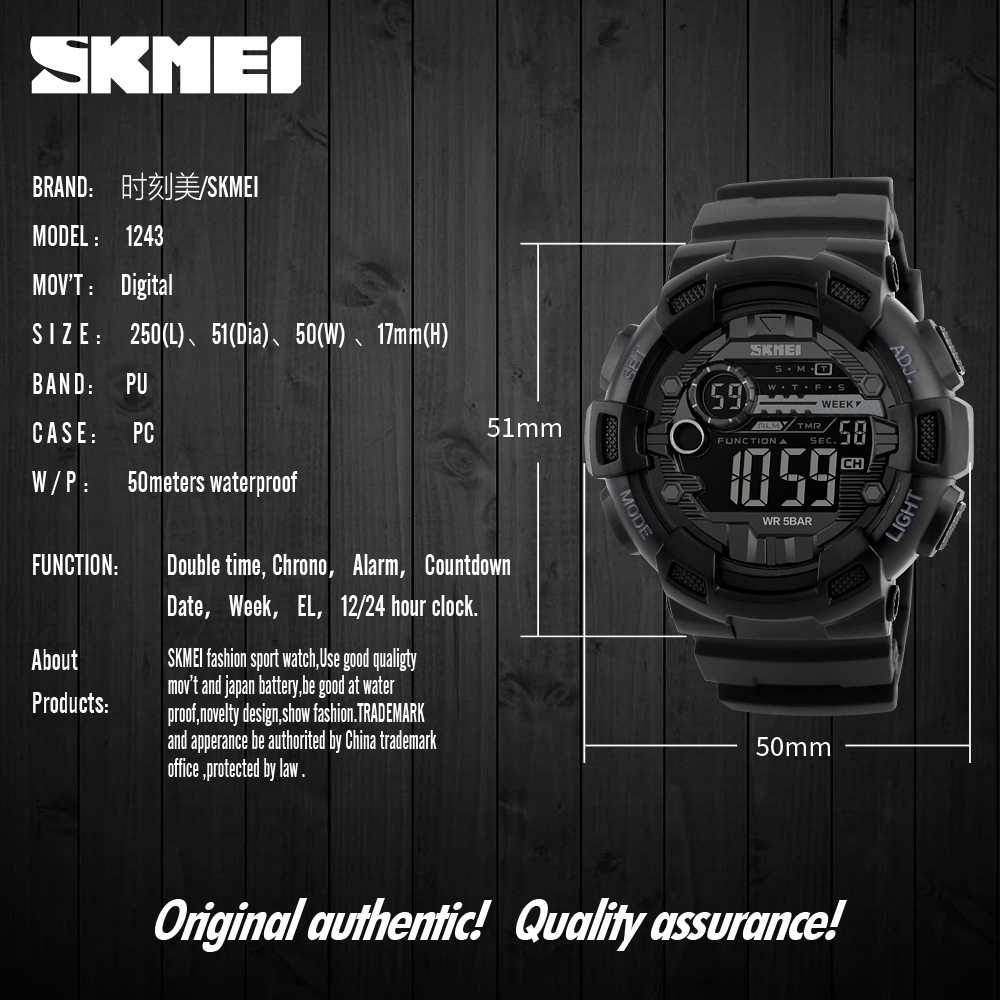 SKMEI
BRAND: 时刻美/SKMEI
MODEL : 1243
MOV'T : Digital
SIZE : 250(L)、51(Dia)、50(W) 、17mm(H)
BAND: PU
CASE: PC
W/P : 50meters waterproof
FUNCTION: Double time, Chrono, Alarm, Countdown
Date, Week, EL, 12/24 hour clock.
About
Products:
SKMEI fashion sport watch,Use good qualigty
mov't and japan battery,be good at water
proof,novelty design,show fashion.TRADEMARK
and apperance be authorited by China trademark
office ,protected by law .
51mm
SET
ADJ.
SKMEI
S • M • T
W • T • F • S
59
WEEK
ALM TMR
FUNCTION SEC. 58
10 59 CH
WR 5BAR
MODE
LIGHT
50mm
Original authentic! Quality assurance!